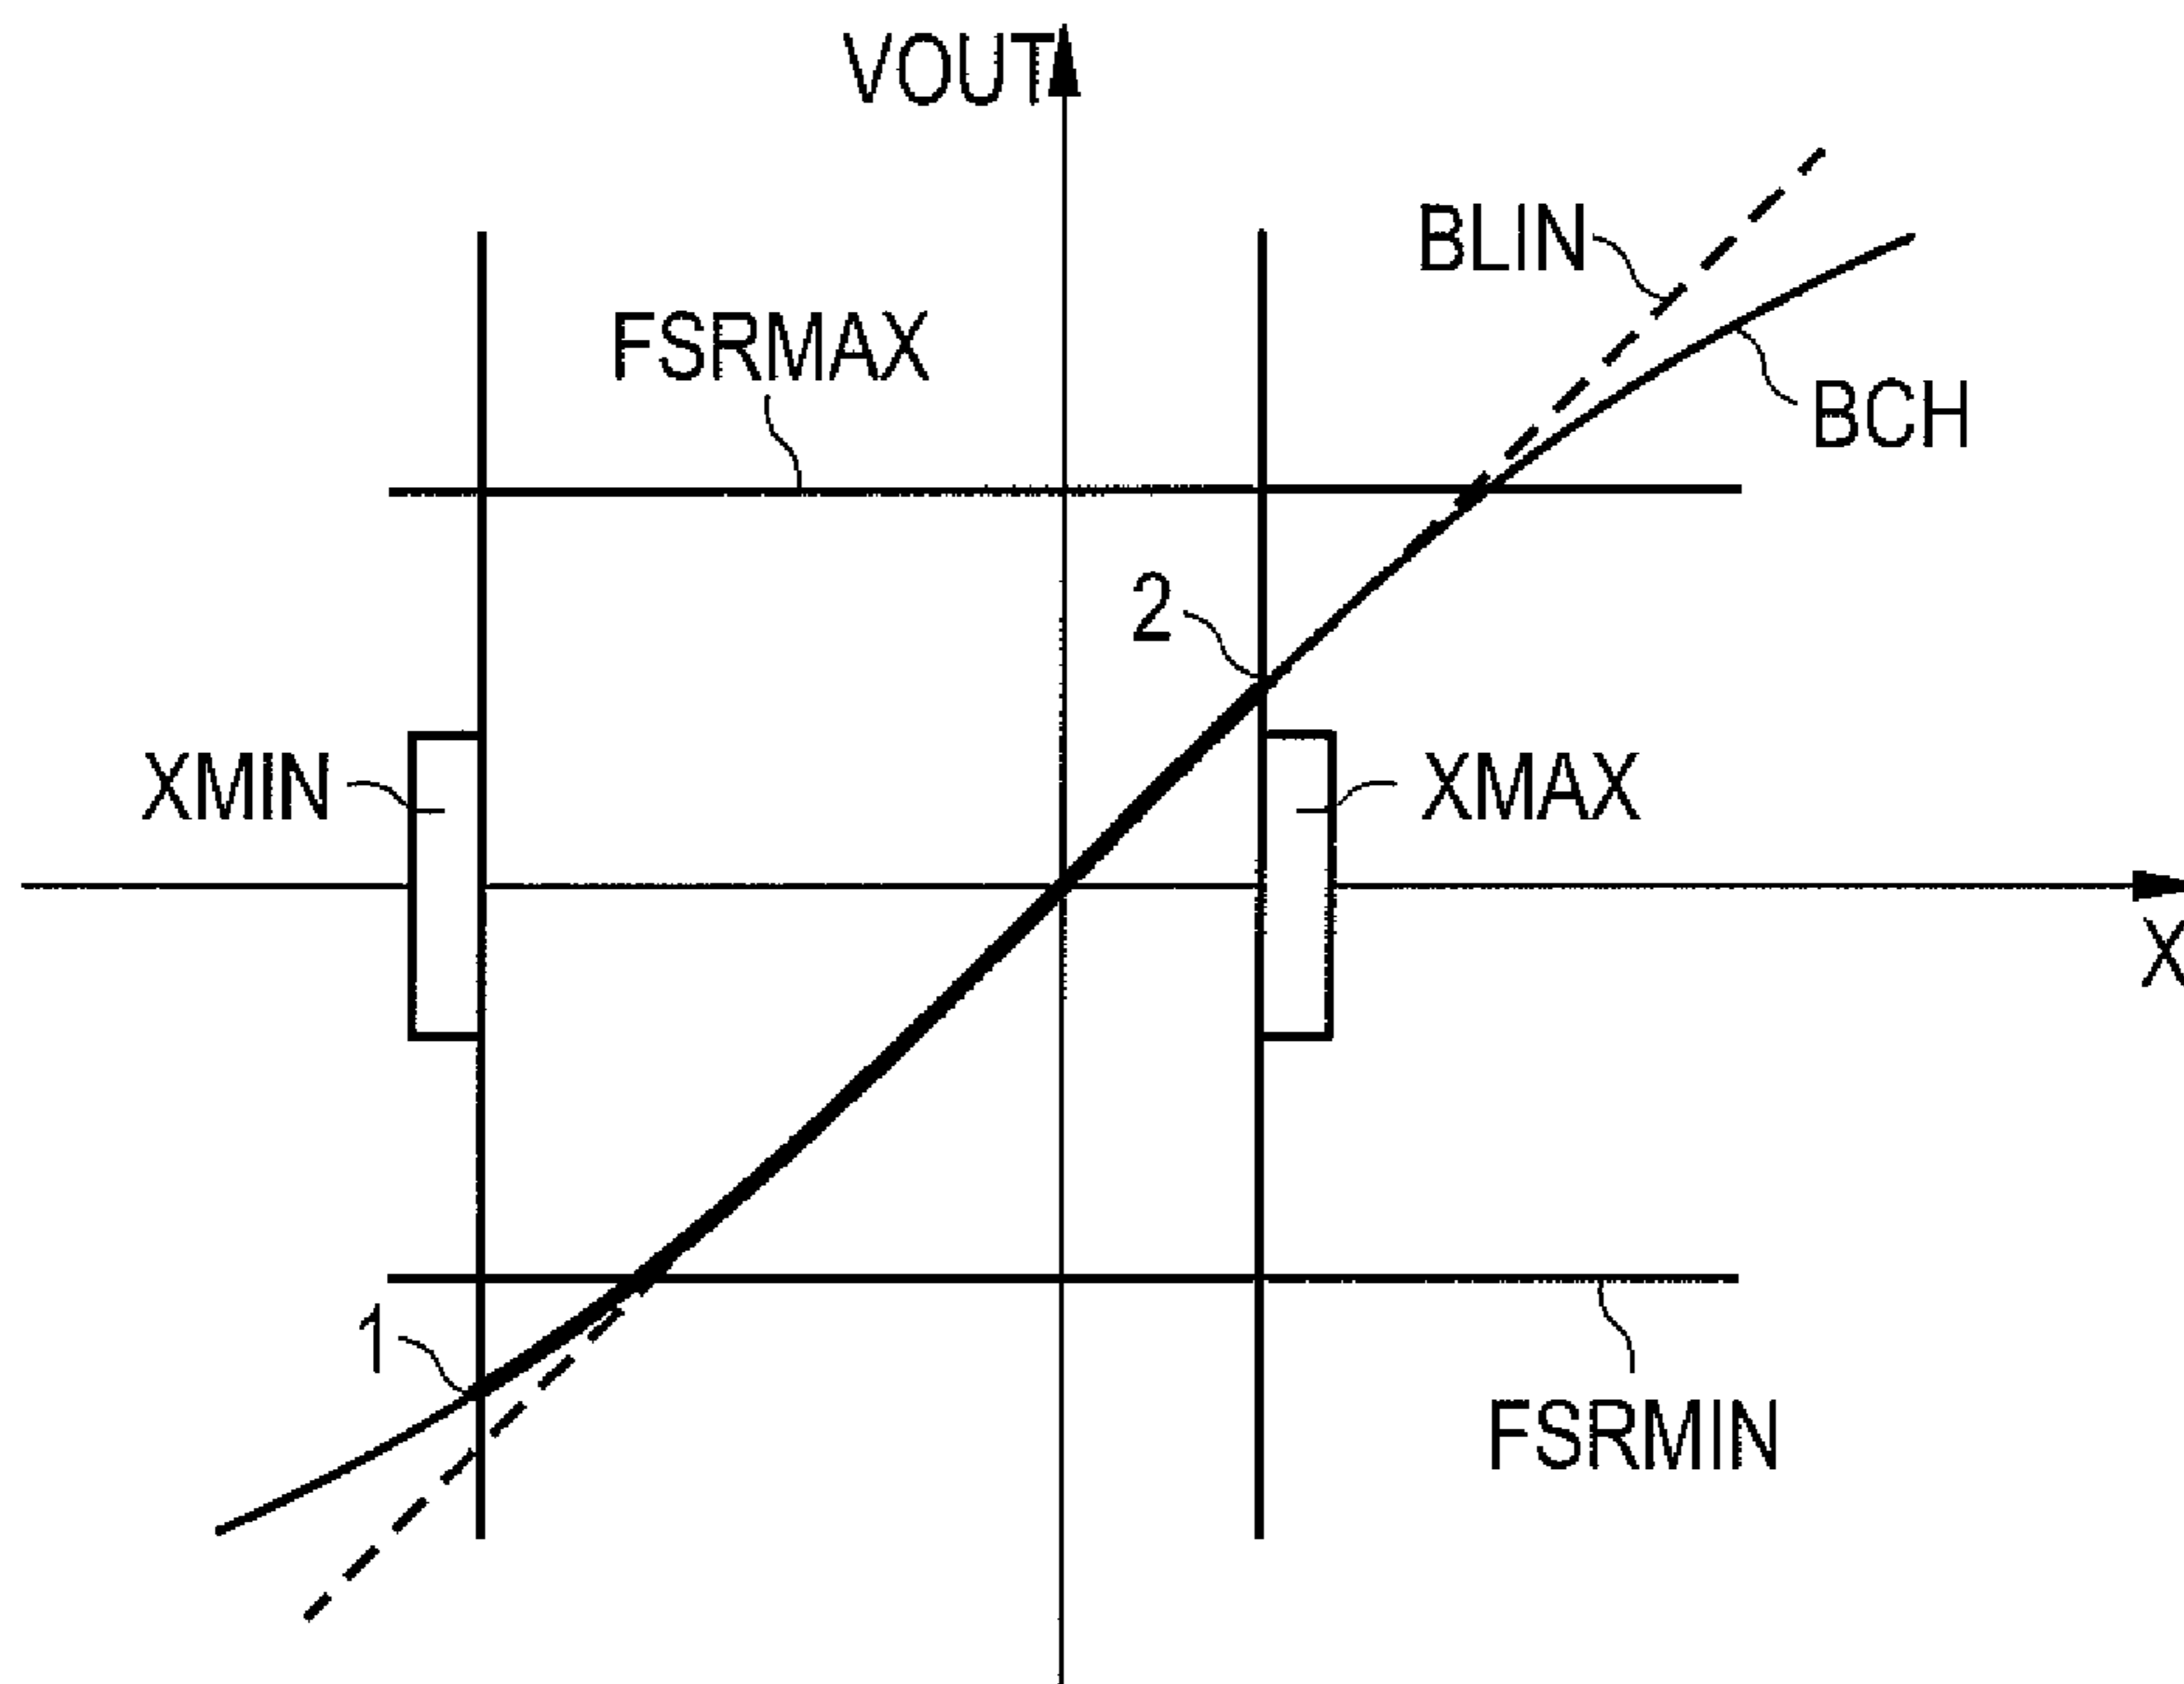 VOUT
BLIN
FSRMAX
BCH
2
XMIN
XMAX
X
1
FSRMIN